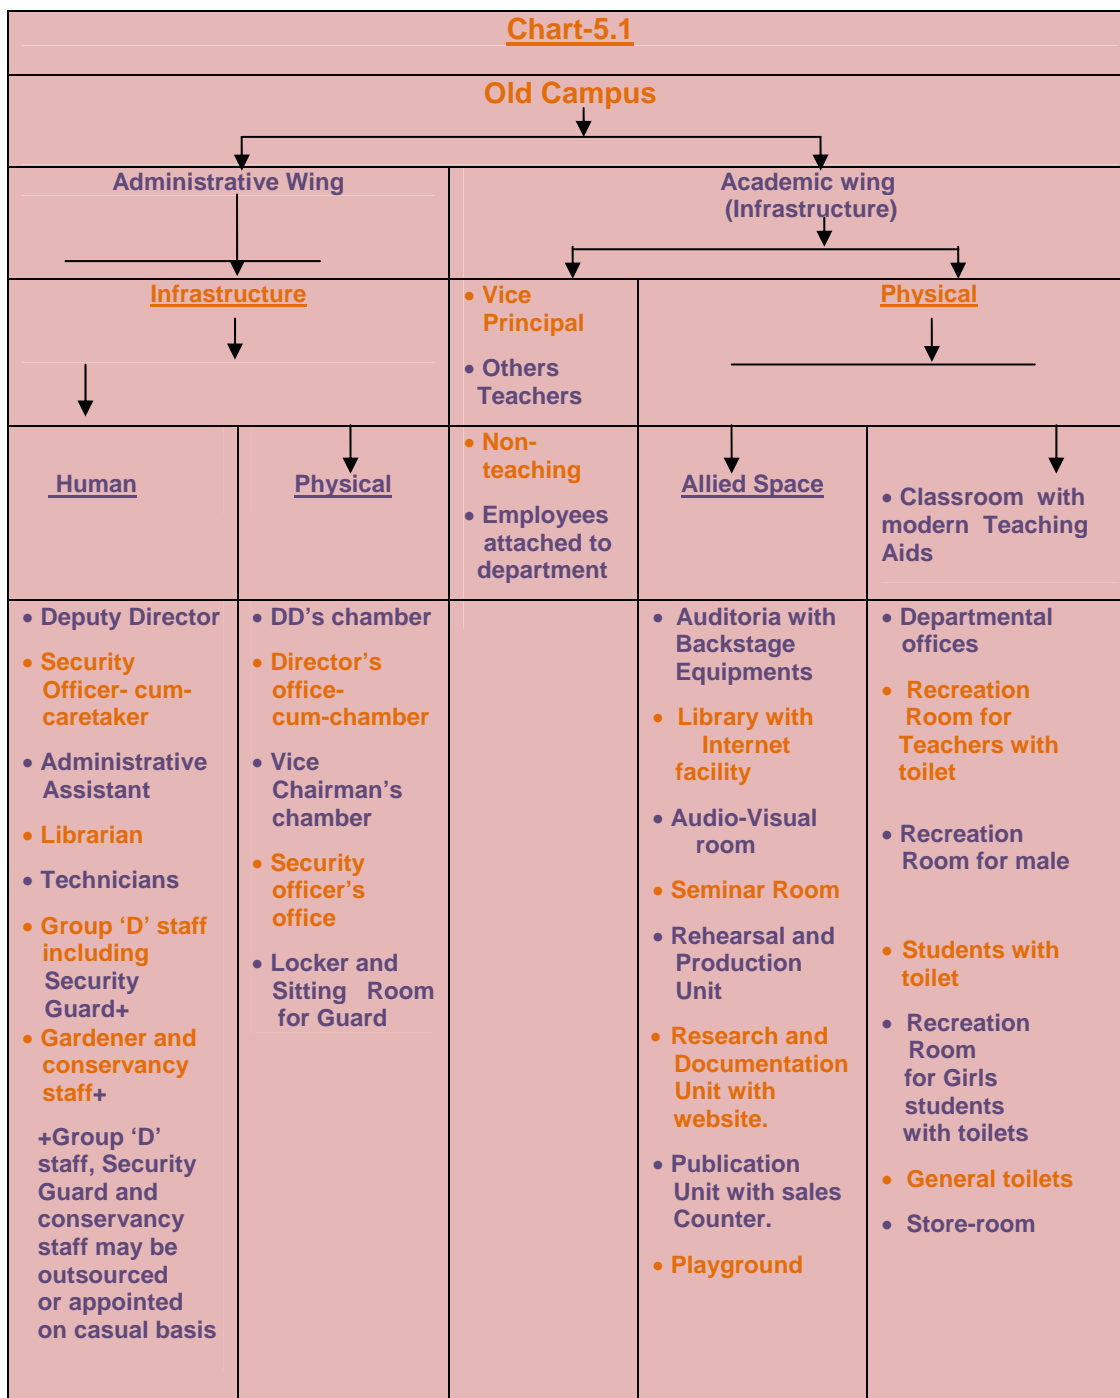 Chart-5.1
Old Campus
Administrative Wing
Academic wing
(Infrastructure)
Infrastructure
• Vice
Principal
• Others
Teachers
Physical
Human
Physical
• Non-
teaching
• Employees
attached to
department
Allied Space
• Classroom with
modern Teaching
Aids
• Deputy Director
• Security
Officer- cum-
caretaker
• Administrative
Assistant
• Librarian
• Technicians
• Group ‘D’ staff
including
Security
Guard+
• Gardener and
conservancy
staff+
+Group ‘D’
staff, Security
Guard and
conservancy
staff may be
outsourced
or appointed
on casual basis
• DD’s chamber
• Director’s
office-
cum-chamber
• Vice
Chairman’s
chamber
• Security
officer’s
office
• Locker and
Sitting Room
for Guard
• Auditoria with
Backstage
Equipments
• Library with
Internet
facility
• Audio-Visual
room
• Seminar Room
• Rehearsal and
Production
Unit
• Research and
Documentation
Unit with
website.
• Publication
Unit with sales
Counter.
• Playground
• Departmental
offices
• Recreation
Room for
Teachers with
toilet
• Recreation
Room for male
• Students with
toilet
• Recreation
Room
for Girls
students
with toilets
• General toilets
• Store-room